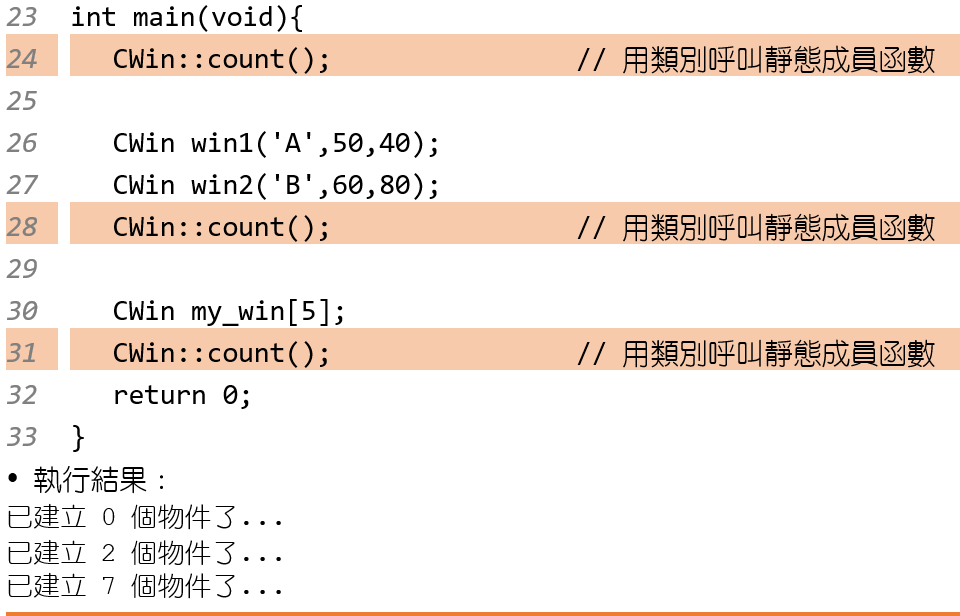 23 int main(void){
24 CWin::count(); // 用類別呼叫靜態成員函數
25
26 CWin win1('A',50,40);
27 CWin win2('B',60,80);
28 CWin::count(); // 用類別呼叫靜態成員函數
29
30 CWin my_win[5];
31 CWin::count(); // 用類別呼叫靜態成員函數
32 return 0;
33 }
• 執行結果：
已建立 0 個物件了...
已建立 2 個物件了...
已建立 7 個物件了...